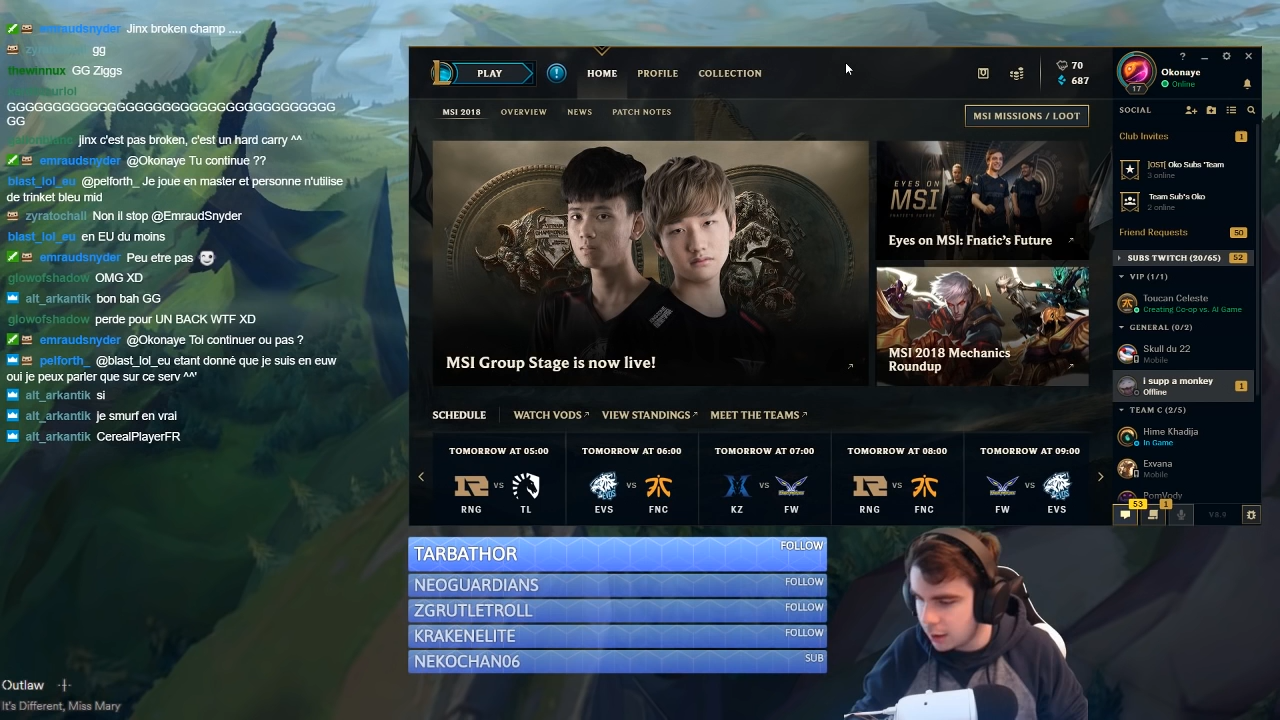 emraudsnyder Jinx broken champ ....
gg
thewinnux GG Ziggs
GGGGGGGGGGGGGGGGGGGGGGGGGGGGGGGGGG
GG
jinx c'est pas broken, c'est un hard carry ^^
emraudsnyder @Okonaye Tu continue ??
blast_lol_eu @pelforth_ Je joue en master et personne n'utilise
de trinket bleu mid
zyratochall Non il stop @EmraudSnyder
blast_lol_eu en EU du moins
emraudsnyder Peu etre pas
glowofshadow OMG XD
alt_arkantik bon bah GG
glowofshadow perde pour UN BACK WTF XD
emraudsnyder @Okonaye Toi continuer ou pas ?
pelforth_ @blast_lol_eu etant donné que je suis en euw
oui je peux parler que sur ce serv ^^'
alt_arkantik si
alt_arkantik je smurf en vrai
alt_arkantik CerealPlayerFR
Outlaw
It's Different, Miss Mary
PLAY
HOME PROFILE COLLECTION
70
687
MSI 2018 OVERVIEW NEWS PATCH NOTES
MSI MISSIONS / LOOT
MSI Group Stage is now live!
EYES ON
MSI
FNATIC'S FUTURE
Eyes on MSI: Fnatic's Future
MSI 2018 Mechanics
Roundup
SCHEDULE WATCH VODS VIEW STANDINGS MEET THE TEAMS
TOMORROW AT 05:00 TOMORROW AT 06:00 TOMORROW AT 07:00 TOMORROW AT 08:00 TOMORROW AT 09:00
VS VS VS VS VS
RNG TL EVS FNC KZ FW RNG FNC FW EVS
Okonaye
Online
17
SOCIAL
Club Invites 1
]OST[ Oko Subs 'Team
3 online
Team Sub's Oko
2 online
Friend Requests 50
SUBS TWITCH (20/65) 52
VIP (1/1)
Toucan Celeste
Creating Co-op vs. AI Game
GENERAL (0/2)
Skull du 22
Mobile
i supp a monkey 1
Offline
TEAM C (2/5)
Hime Khadija
In Game
Exvana
Mobile
PomVody
53 1
V8.9
TARBATHOR FOLLOW
NEOGUARDIANS FOLLOW
ZGRUTLETROLL FOLLOW
KRAKENELITE FOLLOW
NEKOCHAN06 SUB